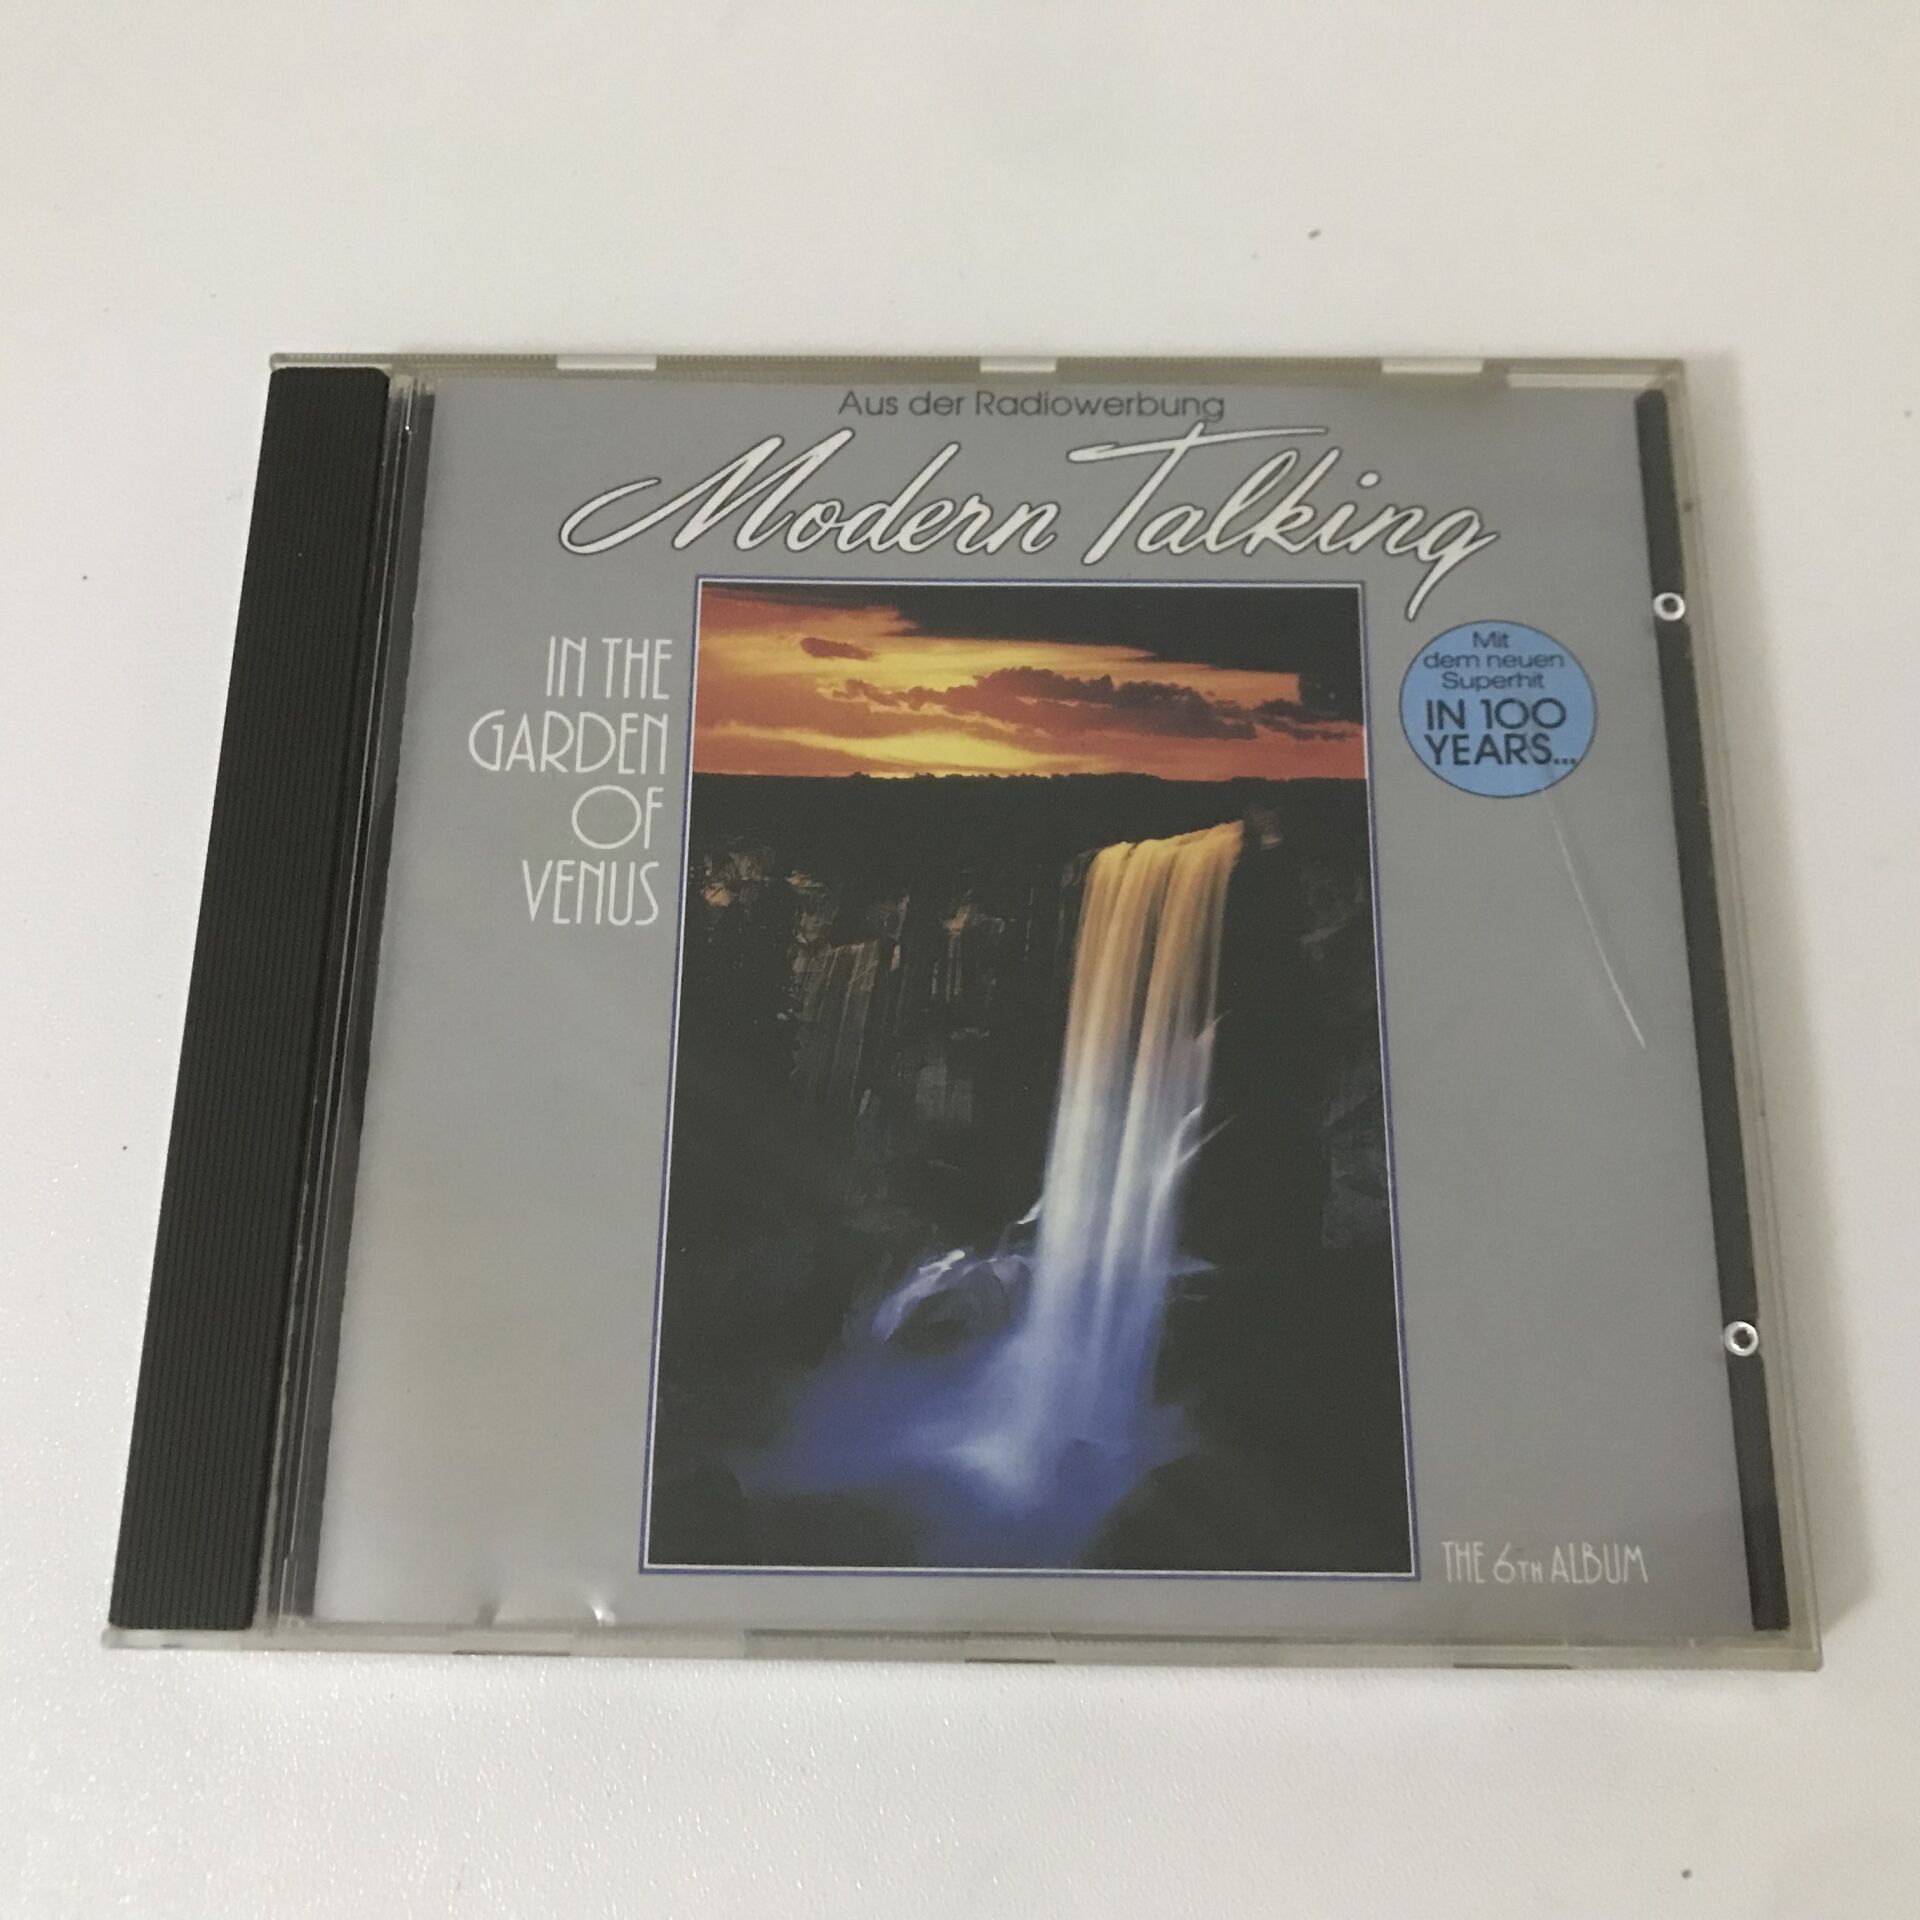 Aus der Radiowerbung
Modern Talking
IN THE
GARDEN
OF
VENUS
Mit
dem neuen
Superhit
IN 100
YEARS...
THE 6TH ALBUM